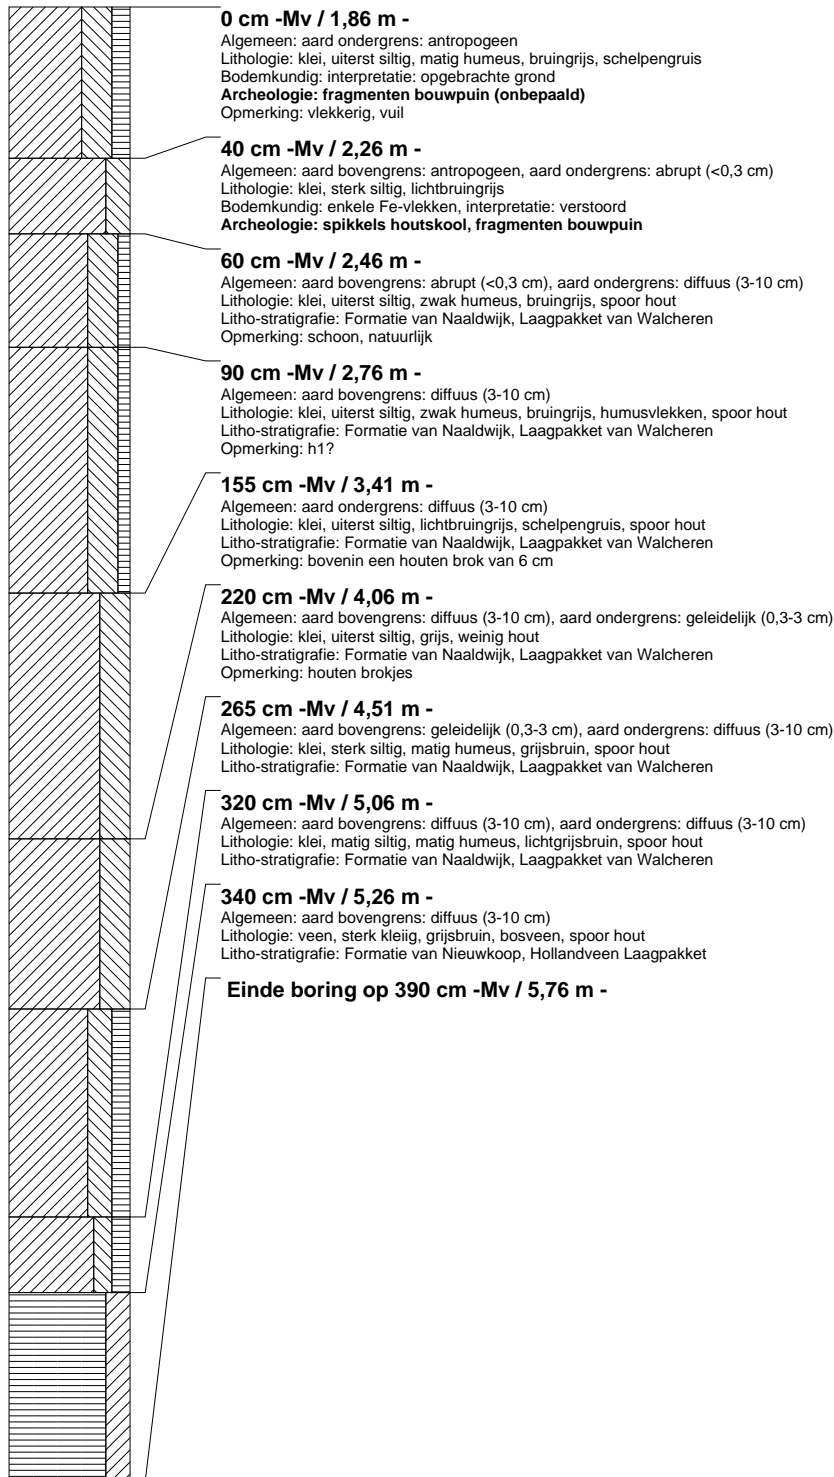 0 cm -Mv / 1,86 m -
Algemeen: aard ondergrens: antropogeen
Lithologie: klei, uiterst siltig, matig humeus, bruingrijs, schelpengruis
Bodemkundig: interpretatie: opgebrachte grond
Archeologie: fragmenten bouwpuin (onbepaald)
Opmerking: vlekkerig, vuil
40 cm -Mv / 2,26 m -
Algemeen: aard bovengrens: antropogeen, aard ondergrens: abrupt (<0,3 cm)
Lithologie: klei, sterk siltig, lichtbruingrijs
Bodemkundig: enkele Fe-vlekken, interpretatie: verstoord
Archeologie: spikkels houtskool, fragmenten bouwpuin
60 cm -Mv / 2,46 m -
Algemeen: aard bovengrens: abrupt (<0,3 cm), aard ondergrens: diffuus (3-10 cm)
Lithologie: klei, uiterst siltig, zwak humeus, bruingrijs, spoor hout
Litho-stratigrafie: Formatie van Naaldwijk, Laagpakket van Walcheren
Opmerking: schoon, natuurlijk
90 cm -Mv / 2,76 m -
Algemeen: aard bovengrens: diffuus (3-10 cm)
Lithologie: klei, uiterst siltig, zwak humeus, bruingrijs, humusvlekken, spoor hout
Litho-stratigrafie: Formatie van Naaldwijk, Laagpakket van Walcheren
Opmerking: h1?
155 cm -Mv / 3,41 m -
Algemeen: aard ondergrens: diffuus (3-10 cm)
Lithologie: klei, uiterst siltig, lichtbruingrijs, schelpengruis, spoor hout
Litho-stratigrafie: Formatie van Naaldwijk, Laagpakket van Walcheren
Opmerking: bovenin een houten brok van 6 cm
220 cm -Mv / 4,06 m -
Algemeen: aard bovengrens: diffuus (3-10 cm), aard ondergrens: geleidelijk (0,3-3 cm)
Lithologie: klei, uiterst siltig, grijs, weinig hout
Litho-stratigrafie: Formatie van Naaldwijk, Laagpakket van Walcheren
Opmerking: houten brokjes
265 cm -Mv / 4,51 m -
Algemeen: aard bovengrens: geleidelijk (0,3-3 cm), aard ondergrens: diffuus (3-10 cm)
Lithologie: klei, sterk siltig, matig humeus, grijsbruin, spoor hout
Litho-stratigrafie: Formatie van Naaldwijk, Laagpakket van Walcheren
320 cm -Mv / 5,06 m -
Algemeen: aard bovengrens: diffuus (3-10 cm), aard ondergrens: diffuus (3-10 cm)
Lithologie: klei, matig siltig, matig humeus, lichtgrijsbruin, spoor hout
Litho-stratigrafie: Formatie van Naaldwijk, Laagpakket van Walcheren
340 cm -Mv / 5,26 m -
Algemeen: aard bovengrens: diffuus (3-10 cm)
Lithologie: veen, sterk kleiig, grijsbruin, bosveen, spoor hout
Litho-stratigrafie: Formatie van Nieuwkoop, Hollandveen Laagpakket
Einde boring op 390 cm -Mv / 5,76 m -